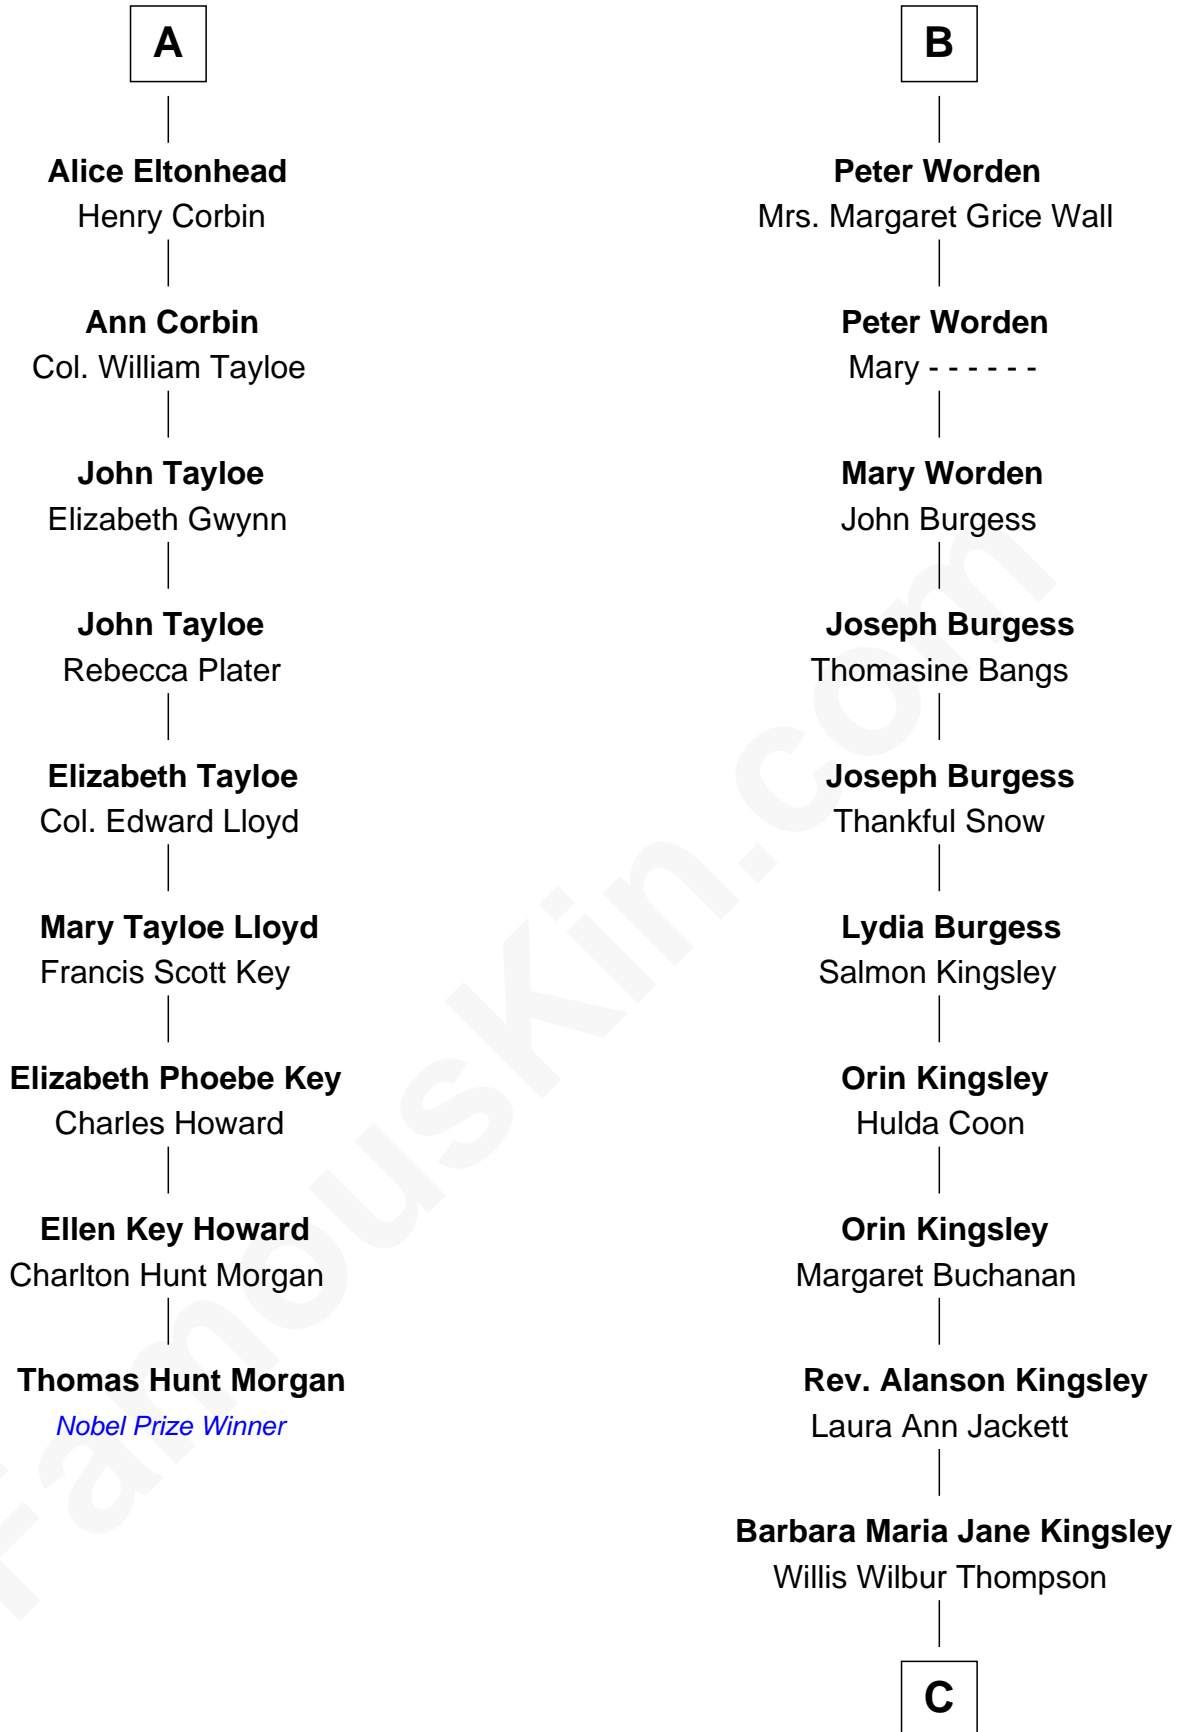 A
Alice Eltonhead
Henry Corbin
Ann Corbin
Col. William Tayloe
John Tayloe
Elizabeth Gwynn
John Tayloe
Rebecca Plater
Elizabeth Tayloe
Col. Edward Lloyd
Mary Tayloe Lloyd
Francis Scott Key
Elizabeth Phoebe Key
Charles Howard
Ellen Key Howard
Charlton Hunt Morgan
Thomas Hunt Morgan
Nobel Prize Winner
B
Peter Worden
Mrs. Margaret Grice Wall
Peter Worden
Mary - - - - - -
Mary Worden
John Burgess
Joseph Burgess
Thomasine Bangs
Joseph Burgess
Thankful Snow
Lydia Burgess
Salmon Kingsley
Orin Kingsley
Hulda Coon
Orin Kingsley
Margaret Buchanan
Rev. Alanson Kingsley
Laura Ann Jackett
Barbara Maria Jane Kingsley
Willis Wilbur Thompson
C
FamousKin.com